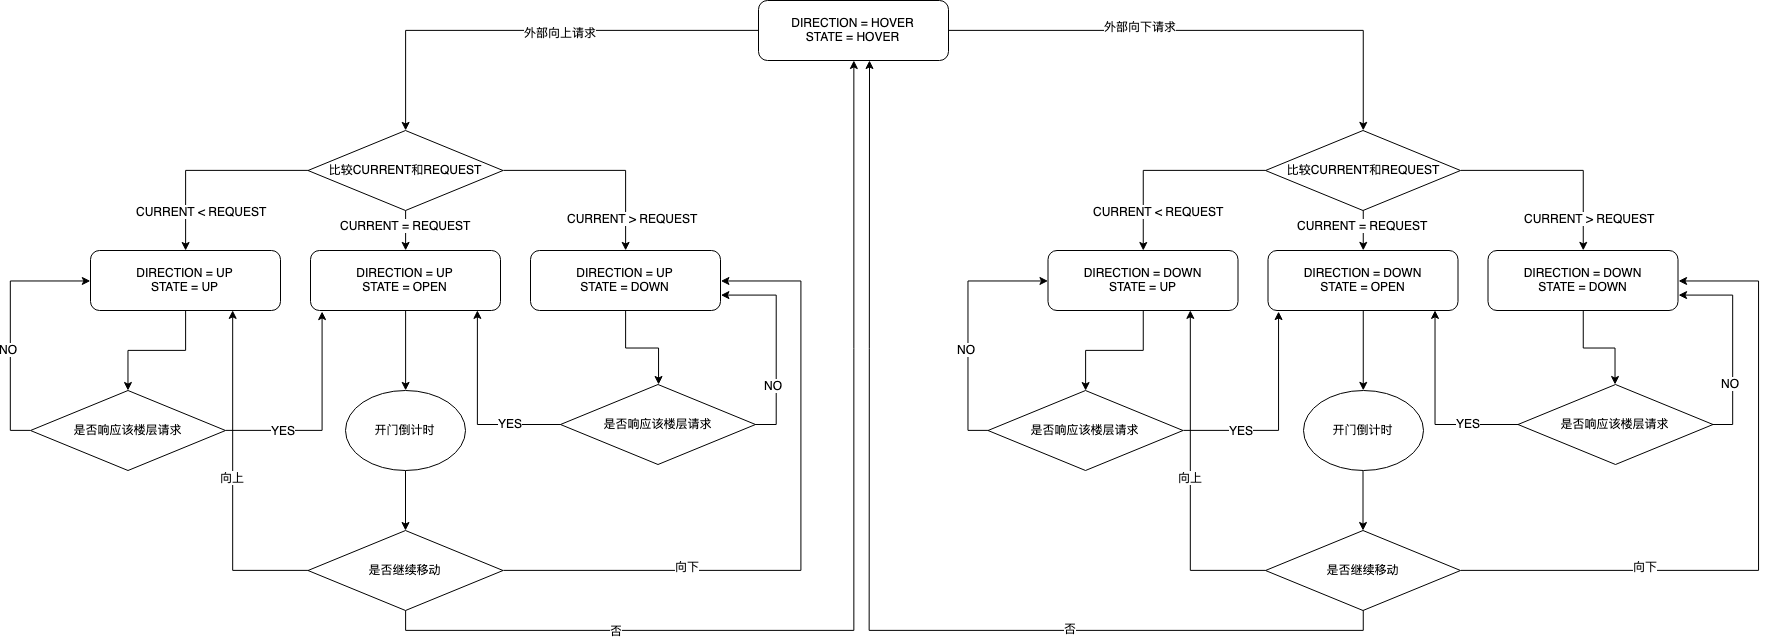 DIRECTION = HOVER
STATE = HOVER
外部向上请求
外部向下请求
比较CURRENT和REQUEST
比较CURRENT和REQUEST
CURRENT < REQUEST
CURRENT = REQUEST
CURRENT > REQUEST
CURRENT < REQUEST
CURRENT = REQUEST
CURRENT > REQUEST
DIRECTION = UP
STATE = UP
DIRECTION = UP
STATE = OPEN
DIRECTION = UP
STATE = DOWN
DIRECTION = DOWN
STATE = UP
DIRECTION = DOWN
STATE = OPEN
DIRECTION = DOWN
STATE = DOWN
NO
NO
NO
NO
是否响应该楼层请求
YES
开门倒计时
YES
是否响应该楼层请求
是否响应该楼层请求
YES
开门倒计时
YES
是否响应该楼层请求
向上
向上
是否继续移动
向下
是否继续移动
向下
否
否